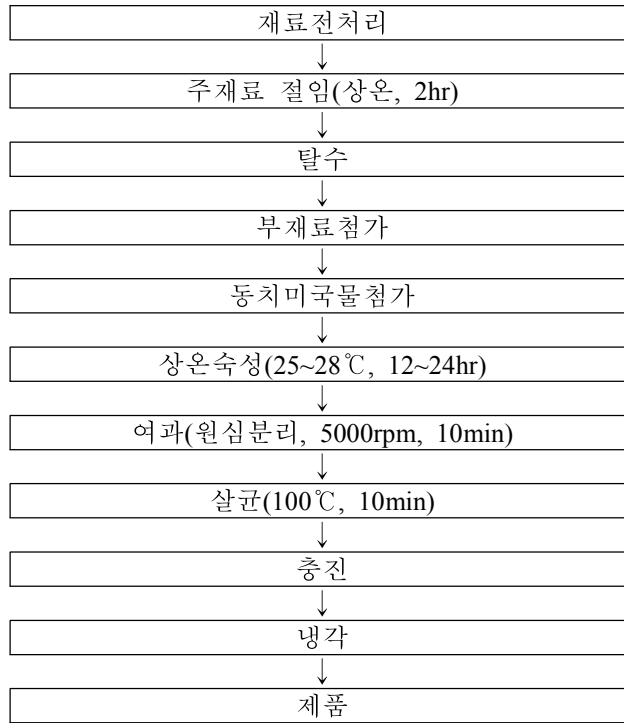 재료전처리
↓
주재료 절임(상온, 2hr)
↓
탈수
↓
부재료첨가
↓
동치미국물첨가
↓
상온숙성(25~28℃, 12~24hr)
↓
여과(원심분리, 5000rpm, 10min)
↓
살균(100℃, 10min)
↓
충진
↓
냉각
↓
제품